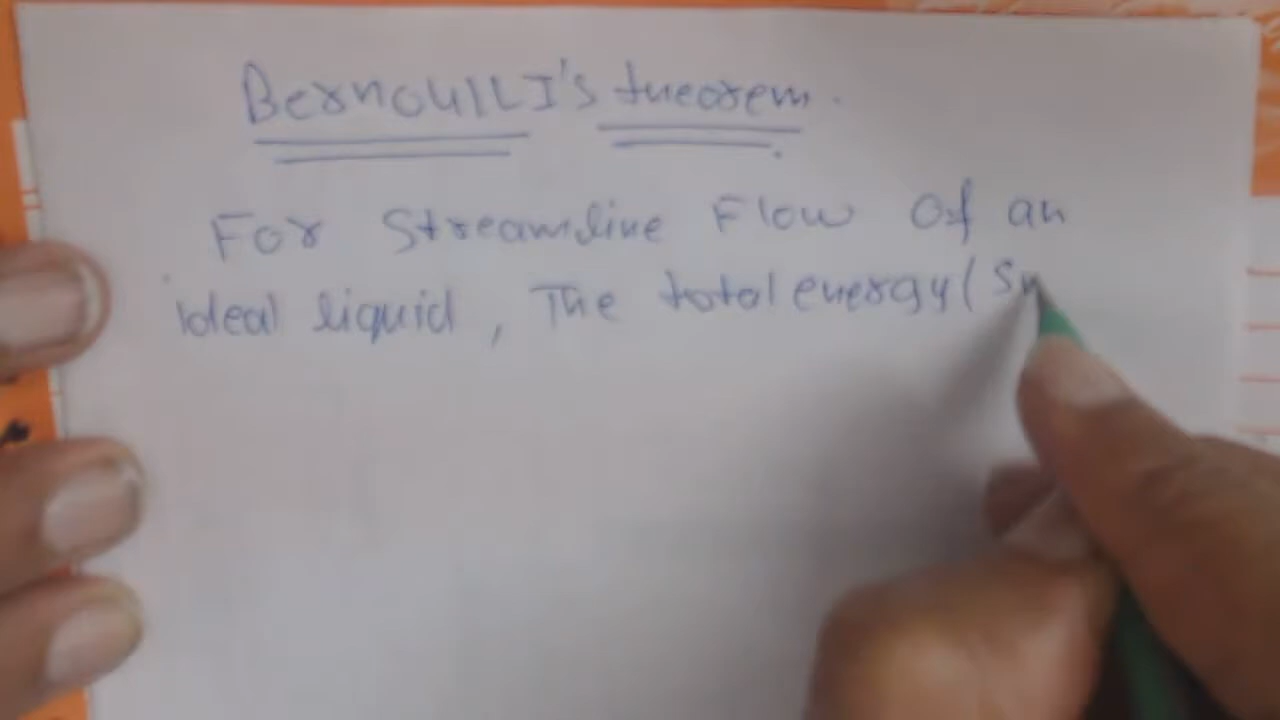 BernoulLI's theorem.
For Streamline Flow Of an
ideal liquid, The total energy (